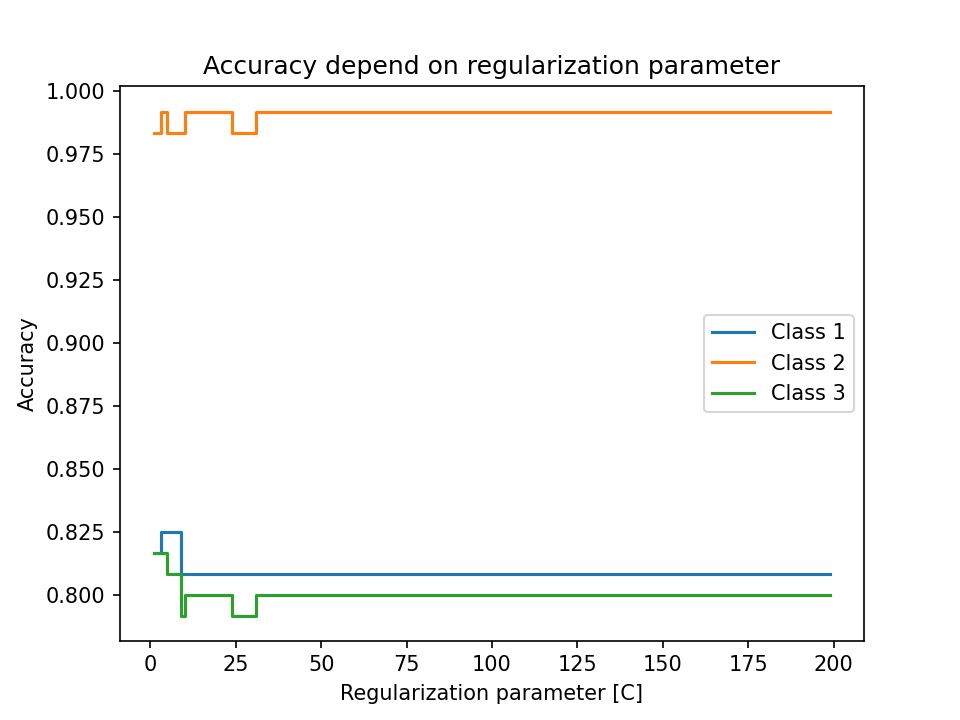 Accuracy depend on regularization parameter
1.000
0.975
0.950
0.925
0.900
0.875
0.850
0.825
0.800
Accuracy
Class 1
Class 2
Class 3
0 25 50 75 100 125 150 175 200
Regularization parameter [C]